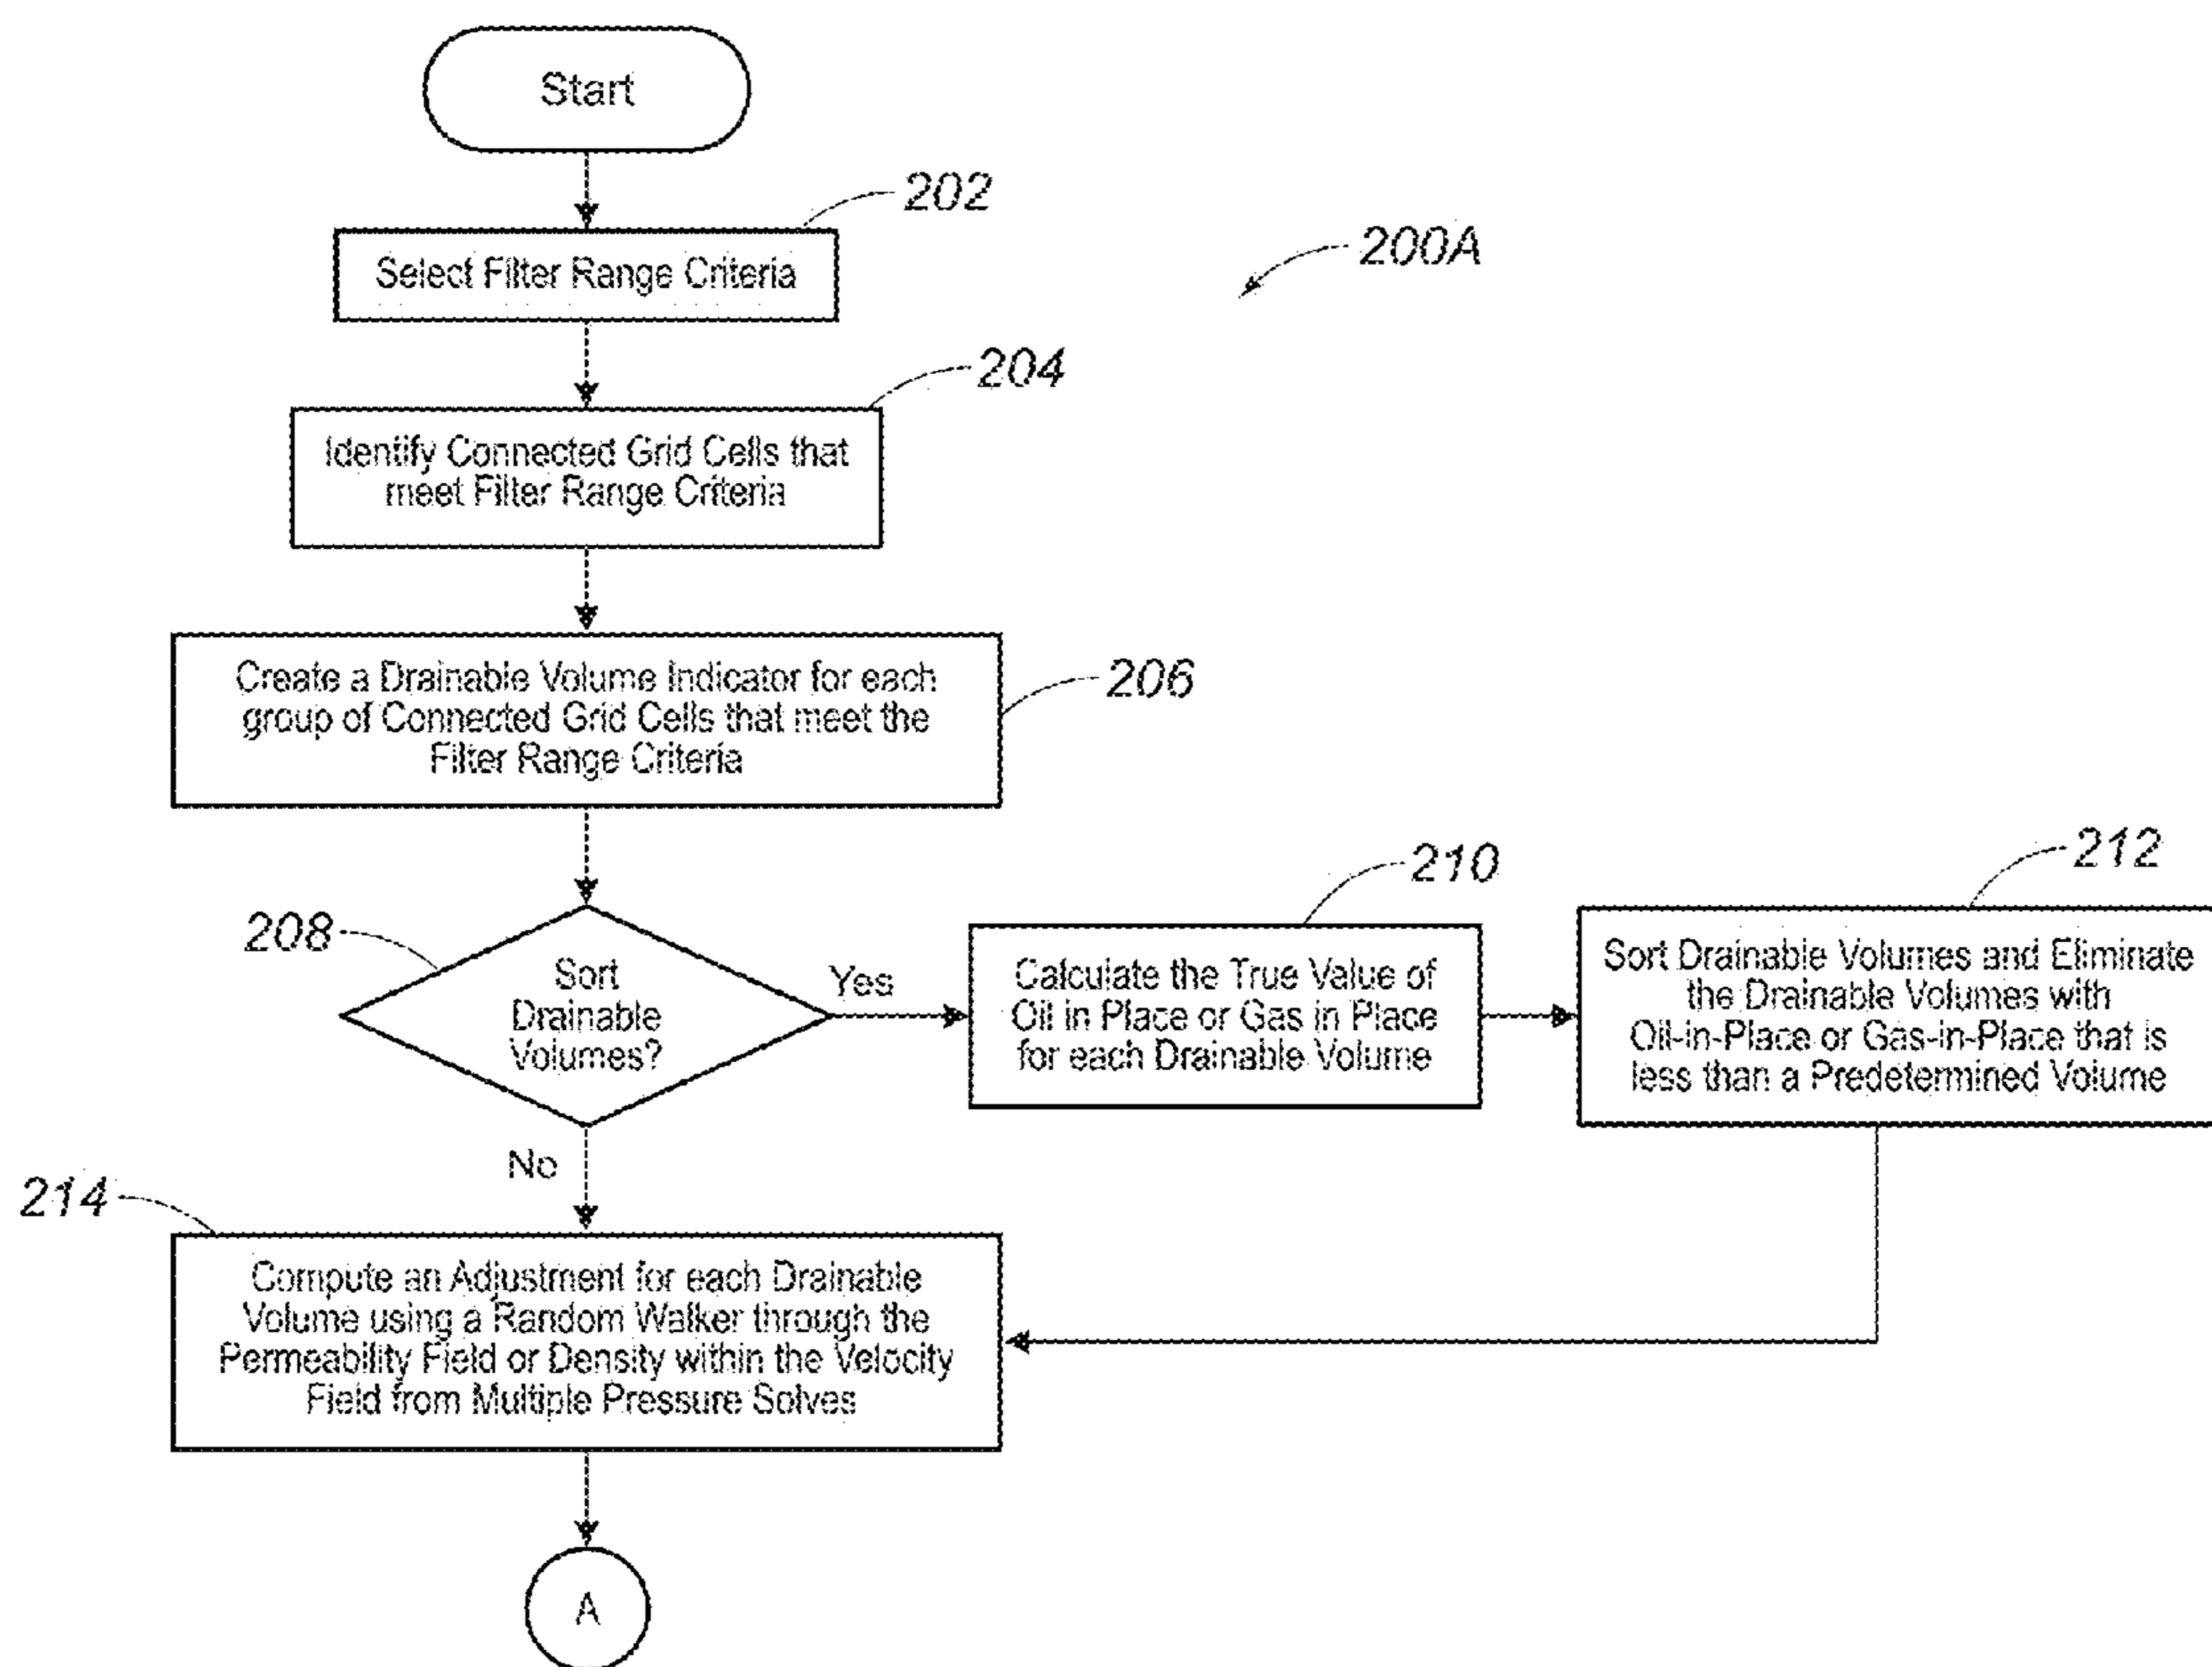 Start
202
200A
Select Filter Range Criteria
204
Identify Connected Grid Cells that
meet Filter Range Criteria
206
Create a Drainable Volume Indicator for each
group of Connected Grid Cells that meet the
Filter Range Criteria
208
Sort
Drainable
Volumes?
Yes
210
Calculate the True Value of
Oil in Place or Gas in Place
for each Drainable Volume
212
Sort Drainable Volumes and Eliminate
the Drainable Volumes with
Oil-in-Place or Gas-in-Place that is
less than a Predetermined Volume
No
214
Compute an Adjustment for each Drainable
Volume using a Random Walker through the
Permeability Field or Density within the Velocity
Field from Multiple Pressure Solves
A